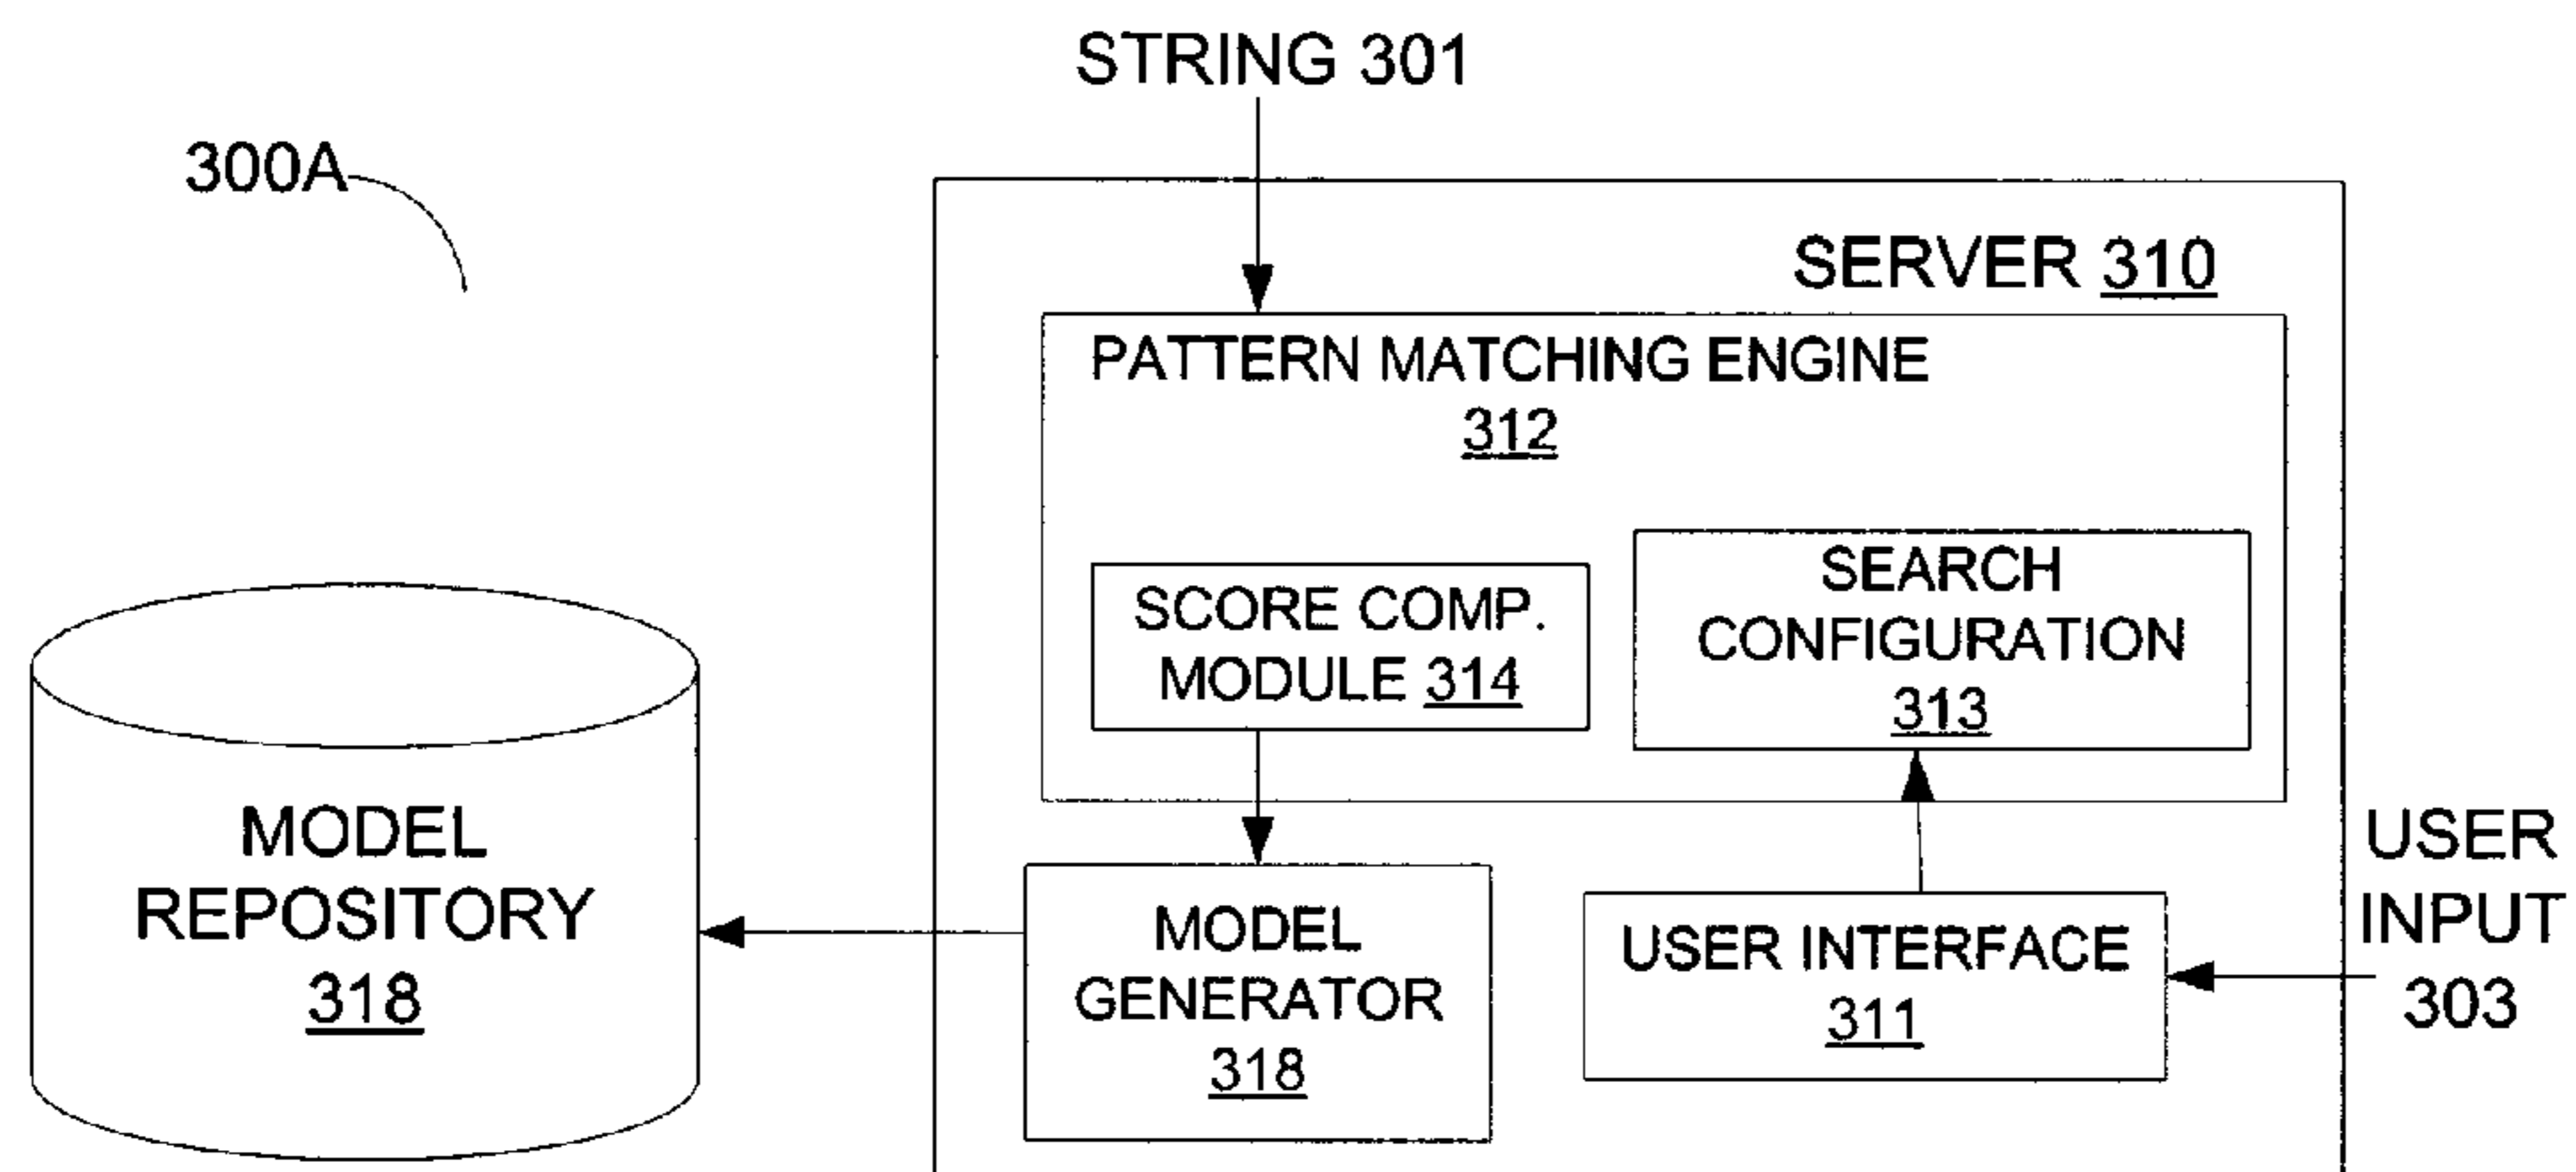 STRING 301
300A
SERVER 310
PATTERN MATCHING ENGINE
312
SCORE COMP.
MODULE 314
SEARCH
CONFIGURATION
313
MODEL
REPOSITORY
318
MODEL
GENERATOR
318
USER INTERFACE
311
USER
INPUT
303